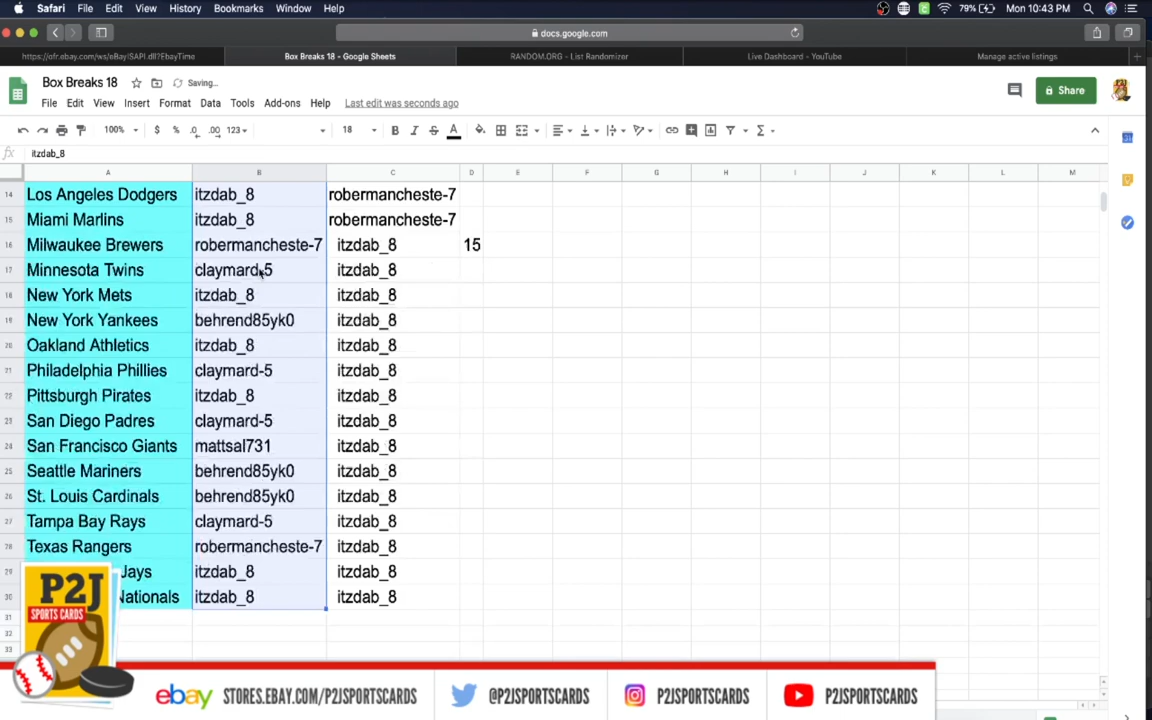 Safari File Edit View History Bookmarks Window Help 79% Mon 10:43 PM
docs.google.com
https://ofr.ebay.com/ws/eBayISAPI.dll?EbayTime Box Breaks 18 - Google Sheets RANDOM.ORG - List Randomizer Live Dashboard - YouTube Manage active listings
Box Breaks 18 Saving...
File Edit View Insert Format Data Tools Add-ons Help Last edit was seconds ago Share
100% $ % .0 .00 123 18 B I S A
fx itzdab_8
A B C D E F G H I J K L M
14 Los Angeles Dodgers itzdab_8 robermancheste-7
15 Miami Marlins itzdab_8 robermancheste-7
16 Milwaukee Brewers robermancheste-7 itzdab_8 15
17 Minnesota Twins claymard-5 itzdab_8
18 New York Mets itzdab_8 itzdab_8
19 New York Yankees behrend85yk0 itzdab_8
20 Oakland Athletics itzdab_8 itzdab_8
21 Philadelphia Phillies claymard-5 itzdab_8
22 Pittsburgh Pirates itzdab_8 itzdab_8
23 San Diego Padres claymard-5 itzdab_8
24 San Francisco Giants mattsal731 itzdab_8
25 Seattle Mariners behrend85yk0 itzdab_8
26 St. Louis Cardinals behrend85yk0 itzdab_8
27 Tampa Bay Rays claymard-5 itzdab_8
28 Texas Rangers robermancheste-7 itzdab_8
29 Jays itzdab_8 itzdab_8
30 Nationals itzdab_8 itzdab_8
31
32
33
P2J
SPORTS CARDS
ebay STORES.EBAY.COM/P2JSPORTSCARDS @P2JSPORTSCARDS P2JSPORTSCARDS P2JSPORTSCARDS